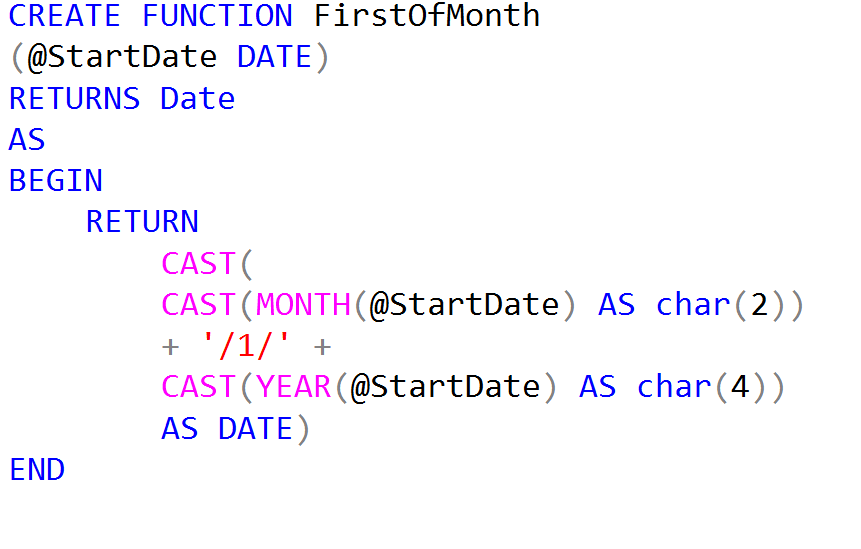 CREATE FUNCTION FirstOfMonth
(@StartDate DATE)
RETURNS Date
AS
BEGIN
RETURN
CAST(
CAST(MONTH(@StartDate) AS char(2))
+ '/1/' +
CAST(YEAR(@StartDate) AS char(4))
AS DATE)
END